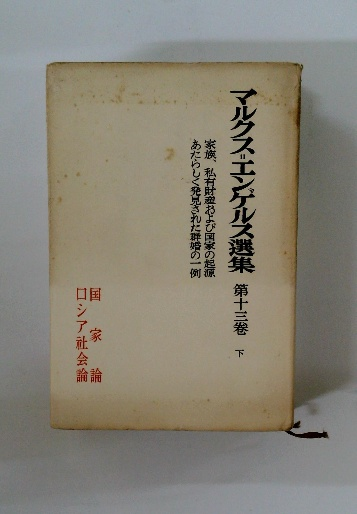 マルクス=エンゲルス選集 第十三巻 下
家族、私有財産および国家の起源
あたらしく発見された群婚の一例
国家論
ロシア社会論